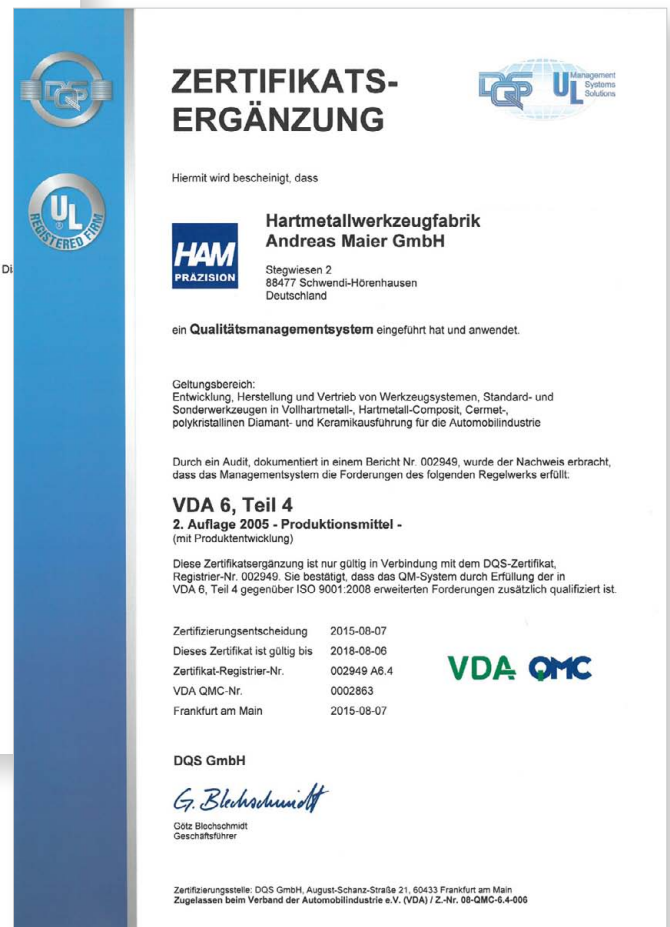 ZERTIFIKATS-
ERGÄNZUNG
DQS
UL
Management
Systems
Solutions
UL
REGISTERED FIRM
Hiermit wird bescheinigt, dass
HAM
PRÄZISION
Hartmetallwerkzeugfabrik
Andreas Maier GmbH
Stegwiesen 2
88477 Schwendi-Hörenhausen
Deutschland
Di
ein Qualitätsmanagementsystem eingeführt hat und anwendet.
Geltungsbereich:
Entwicklung, Herstellung und Vertrieb von Werkzeugsystemen, Standard- und
Sonderwerkzeugen in Vollhartmetall-, Hartmetall-Composit, Cermet-,
polykristallinen Diamant- und Keramikausführung für die Automobilindustrie
Durch ein Audit, dokumentiert in einem Bericht Nr. 002949, wurde der Nachweis erbracht,
dass das Managementsystem die Forderungen des folgenden Regelwerks erfüllt:
VDA 6, Teil 4
2. Auflage 2005 - Produktionsmittel -
(mit Produktentwicklung)
Diese Zertifikatsergänzung ist nur gültig in Verbindung mit dem DQS-Zertifikat,
Registrier-Nr. 002949. Sie bestätigt, dass das QM-System durch Erfüllung der in
VDA 6, Teil 4 gegenüber ISO 9001:2008 erweiterten Forderungen zusätzlich qualifiziert ist.
Zertifizierungsentscheidung 2015-08-07
Dieses Zertifikat ist gültig bis 2018-08-06
Zertifikat-Registrier-Nr. 002949 A6.4
VDA QMC-Nr. 0002863
Frankfurt am Main 2015-08-07
VDA QMC
DQS GmbH
G. Blechschmidt
Götz Blechschmidt
Geschäftsführer
Zertifizierungsstelle: DQS GmbH, August-Schanz-Straße 21, 60433 Frankfurt am Main
Zugelassen beim Verband der Automobilindustrie e.V. (VDA) / Z.-Nr. 08-QMC-6.4-006